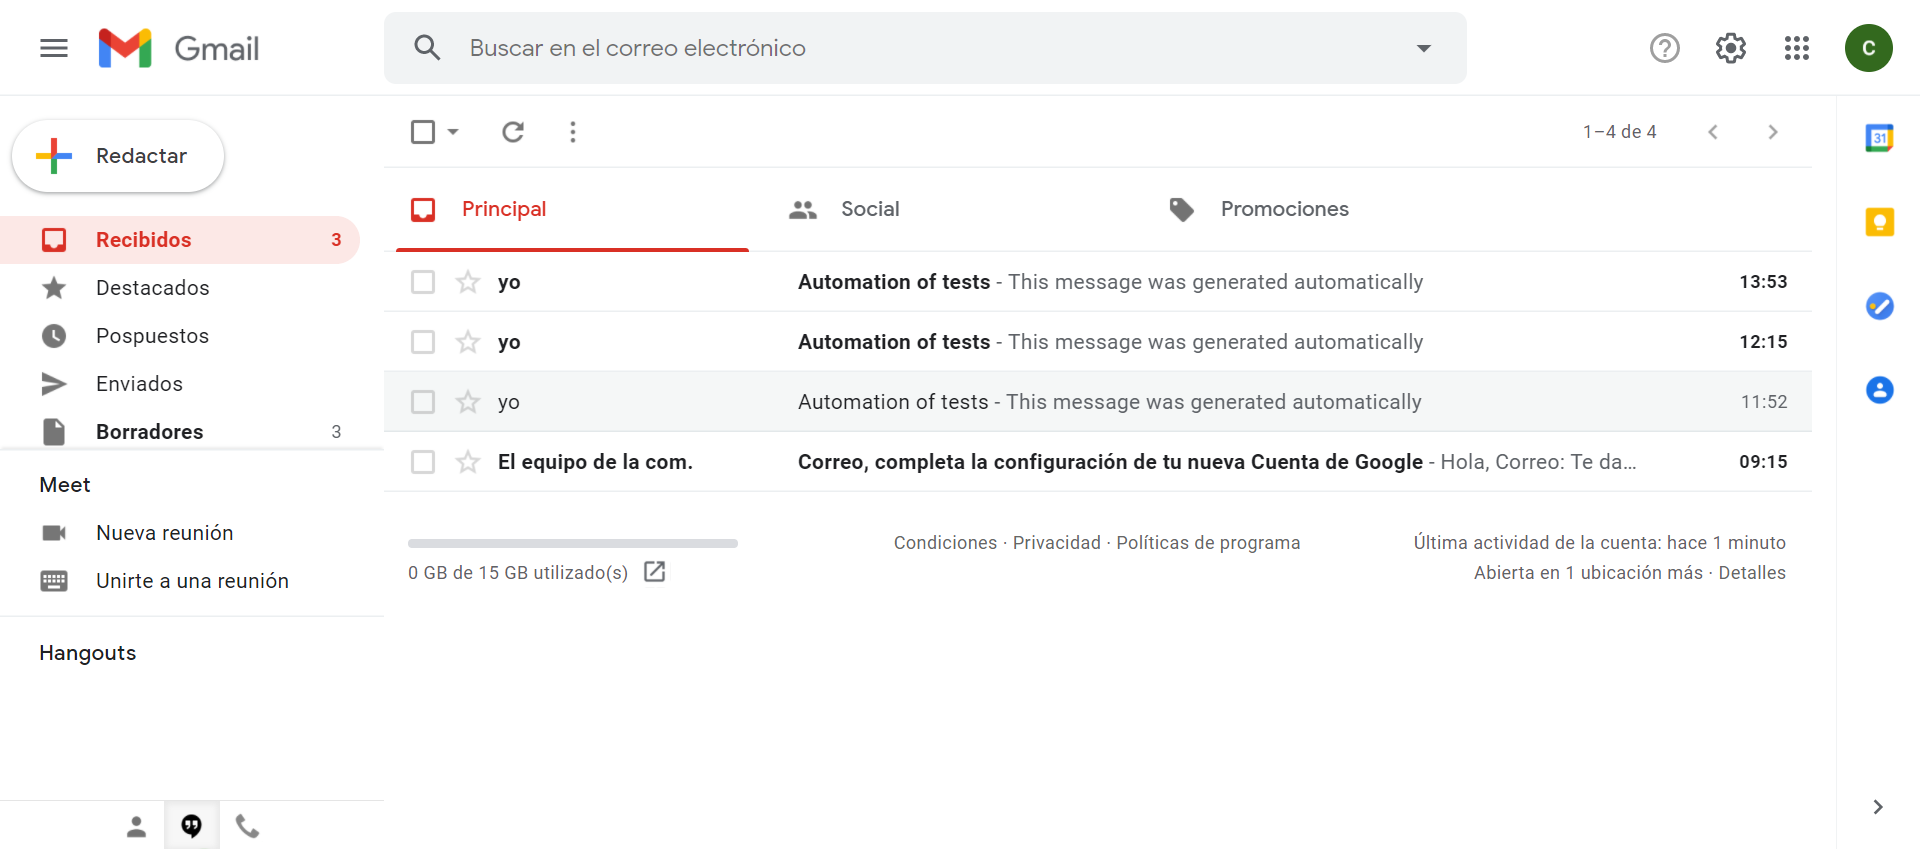 Gmail
Buscar en el correo electrónico
C
Redactar
1–4 de 4
31
Recibidos 3
Destacados
Pospuestos
Enviados
Borradores 3
Principal
Social
Promociones
yo Automation of tests - This message was generated automatically 13:53
yo Automation of tests - This message was generated automatically 12:15
yo Automation of tests - This message was generated automatically 11:52
El equipo de la com. Correo, completa la configuración de tu nueva Cuenta de Google - Hola, Correo: Te da… 09:15
Meet
Nueva reunión
Unirte a una reunión
Hangouts
0 GB de 15 GB utilizado(s)
Condiciones · Privacidad · Políticas de programa
Última actividad de la cuenta: hace 1 minuto
Abierta en 1 ubicación más · Detalles